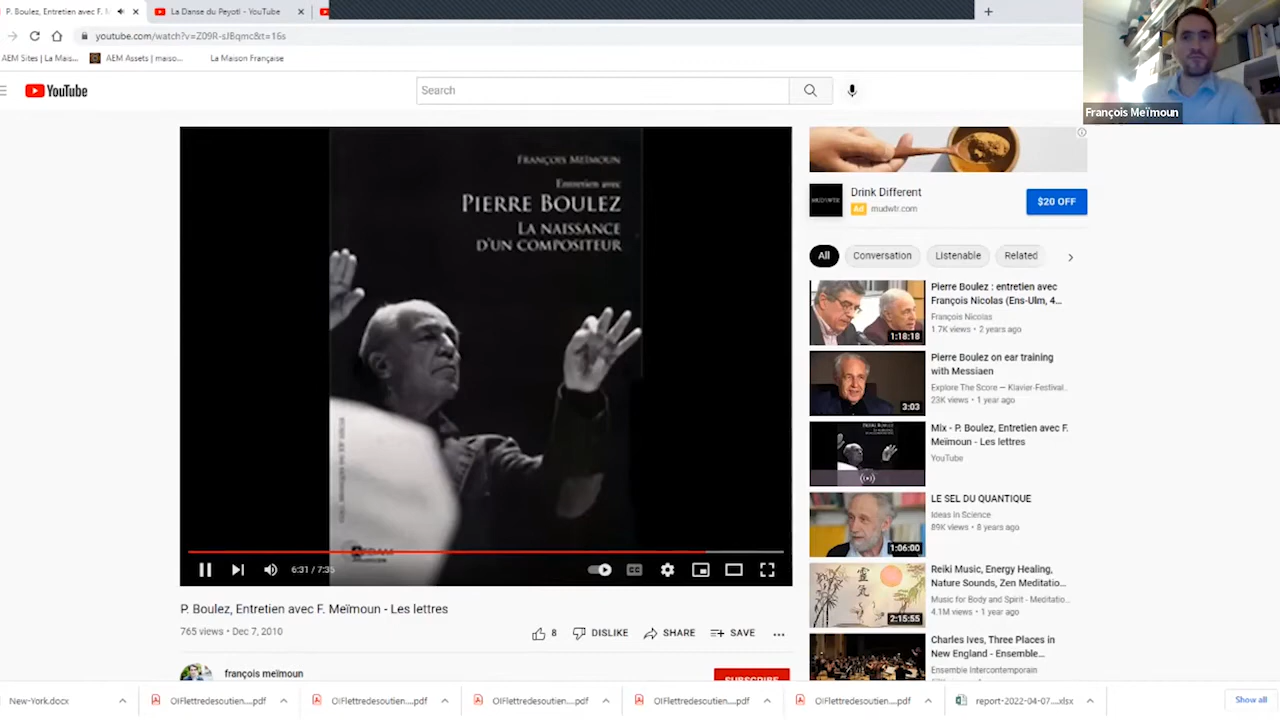 P. Boulez, Entretien avec F. M
La Danse du Peyotl - YouTube
youtube.com/watch?v=Z09R-sJBqmc&t=16s
AEM Sites | La Mais...
AEM Assets | maiso...
La Maison Française
YouTube
Search
François Meïmoun
FRANÇOIS MEÏMOUN
Entretien avec
PIERRE BOULEZ
LA NAISSANCE
D'UN COMPOSITEUR
6:31 / 7:35
CC
P. Boulez, Entretien avec F. Meïmoun - Les lettres
765 views • Dec 7, 2010
8
DISLIKE
SHARE
SAVE
françois meïmoun
SUBSCRIBE
MUD\WTR
Drink Different
Ad
mudwtr.com
$20 OFF
All
Conversation
Listenable
Related
Pierre Boulez : entretien avec
François Nicolas (Ens-Ulm, 4...
François Nicolas
1.7K views • 2 years ago
1:18:18
Pierre Boulez on ear training
with Messiaen
Explore The Score — Klavier-Festival...
23K views • 1 year ago
3:03
Mix - P. Boulez, Entretien avec F.
Meïmoun - Les lettres
YouTube
LE SEL DU QUANTIQUE
Ideas In Science
89K views • 8 years ago
1:06:00
Reiki Music, Energy Healing,
Nature Sounds, Zen Meditatio...
Music for Body and Spirit - Meditatio...
4.1M views • 1 year ago
2:15:55
Charles Ives, Three Places in
New England - Ensemble...
Ensemble Intercontemporain
New-York.docx
OIFlettredesoutien....pdf
OIFlettredesoutien....pdf
OIFlettredesoutien....pdf
OIFlettredesoutien....pdf
OIFlettredesoutien....pdf
report-2022-04-07....xlsx
Show all